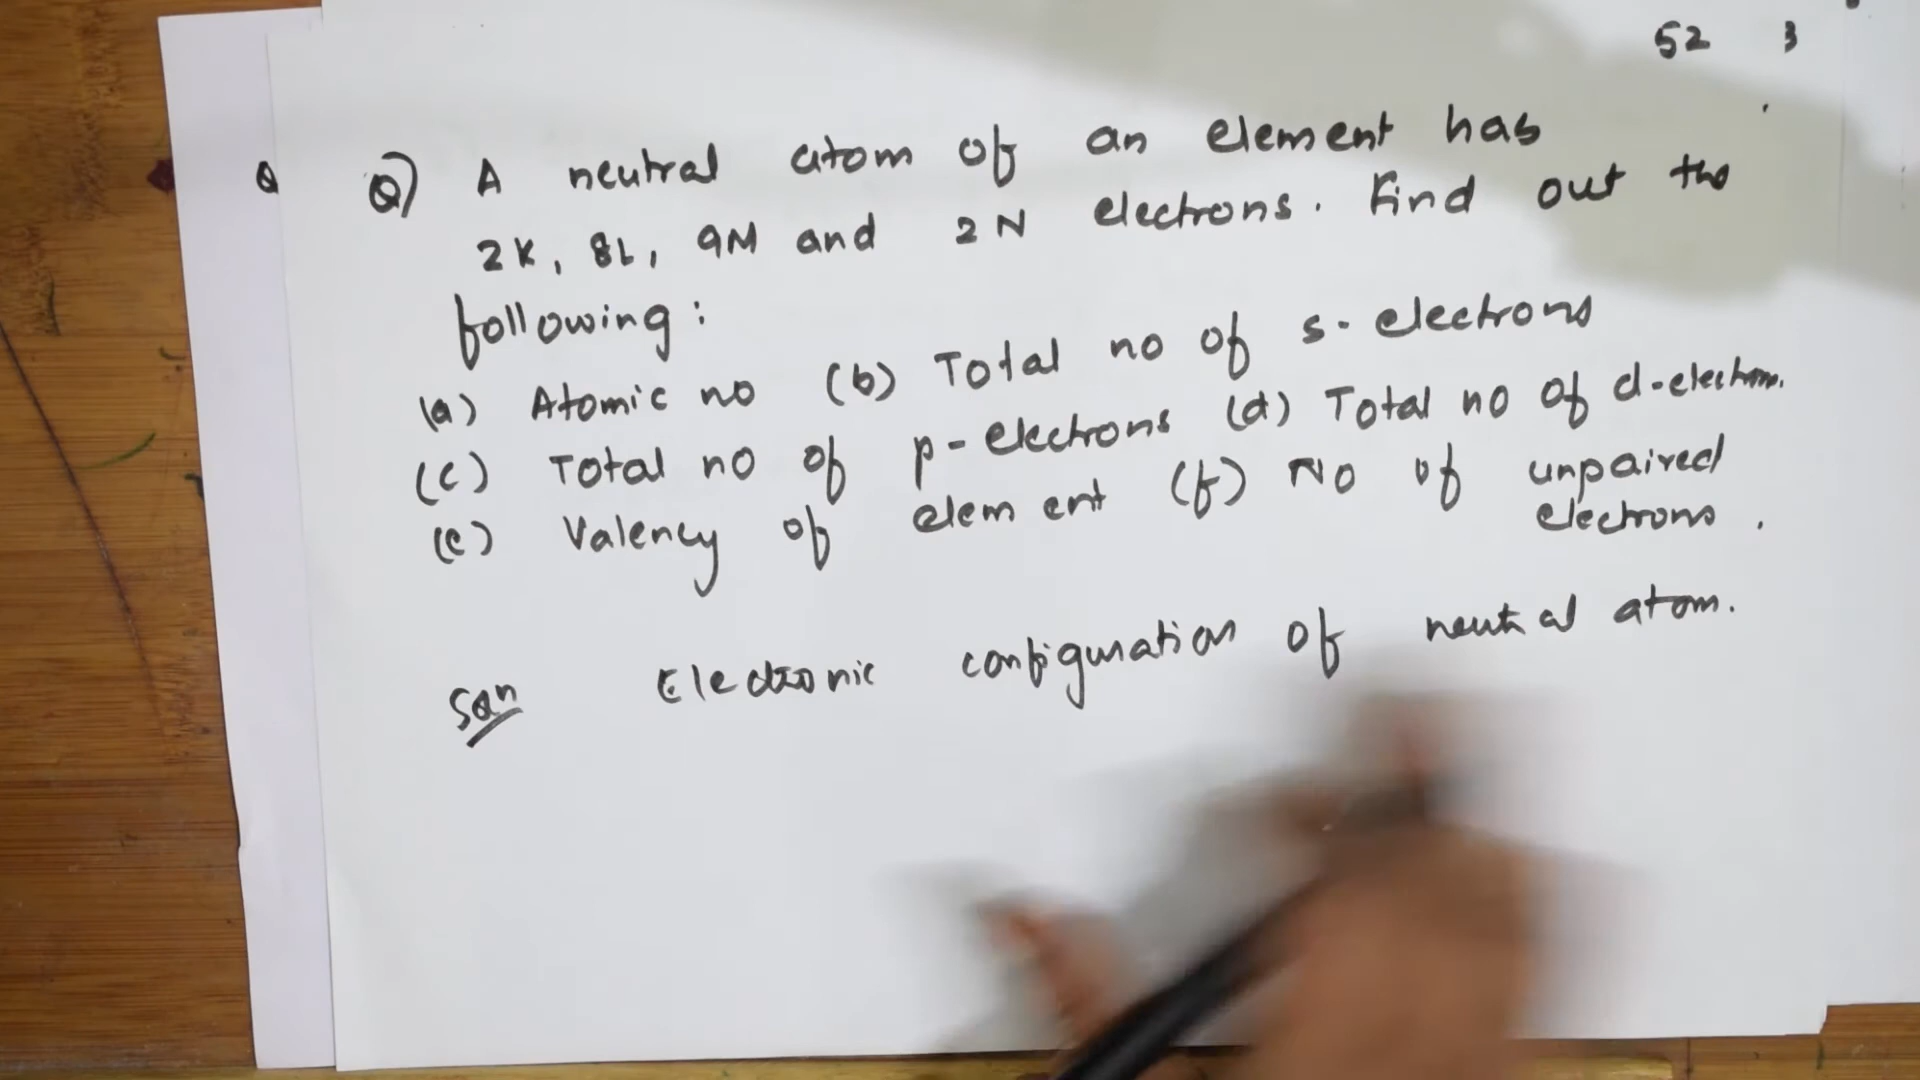 52 3
Q
Q) A neutral atom of an element has
2K, 8L, 9M and 2N electrons. Find out the
following:
(a) Atomic no (b) Total no of s-electrons
(c) Total no of p-electrons (d) Total no of d-electron.
(e) Valency of element (f) No of unpaired
electrons.
Soln Electronic configuration of neutral atom.